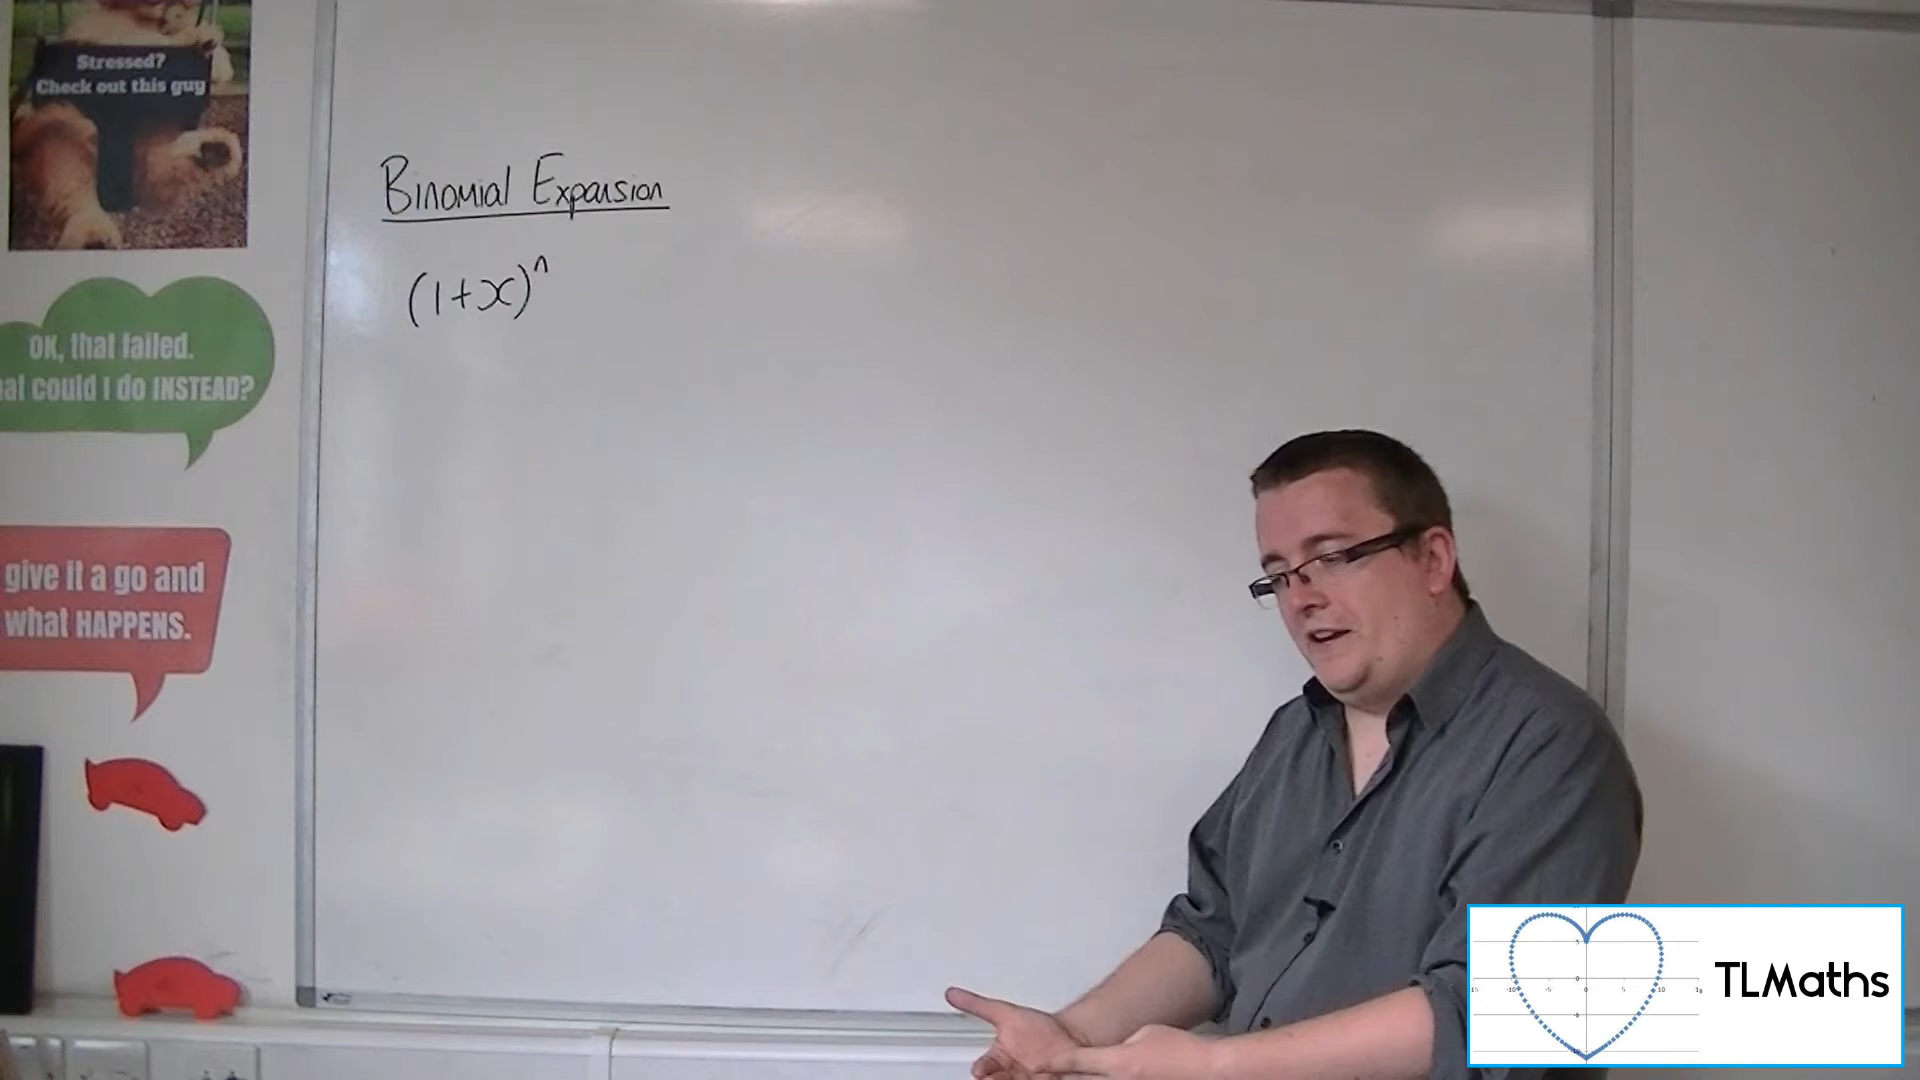 Stressed?
Check out this guy
Binomial Expansion
(1+x)^n
OK, that failed.
could I do INSTEAD?
give it a go and
what HAPPENS.
TLMaths